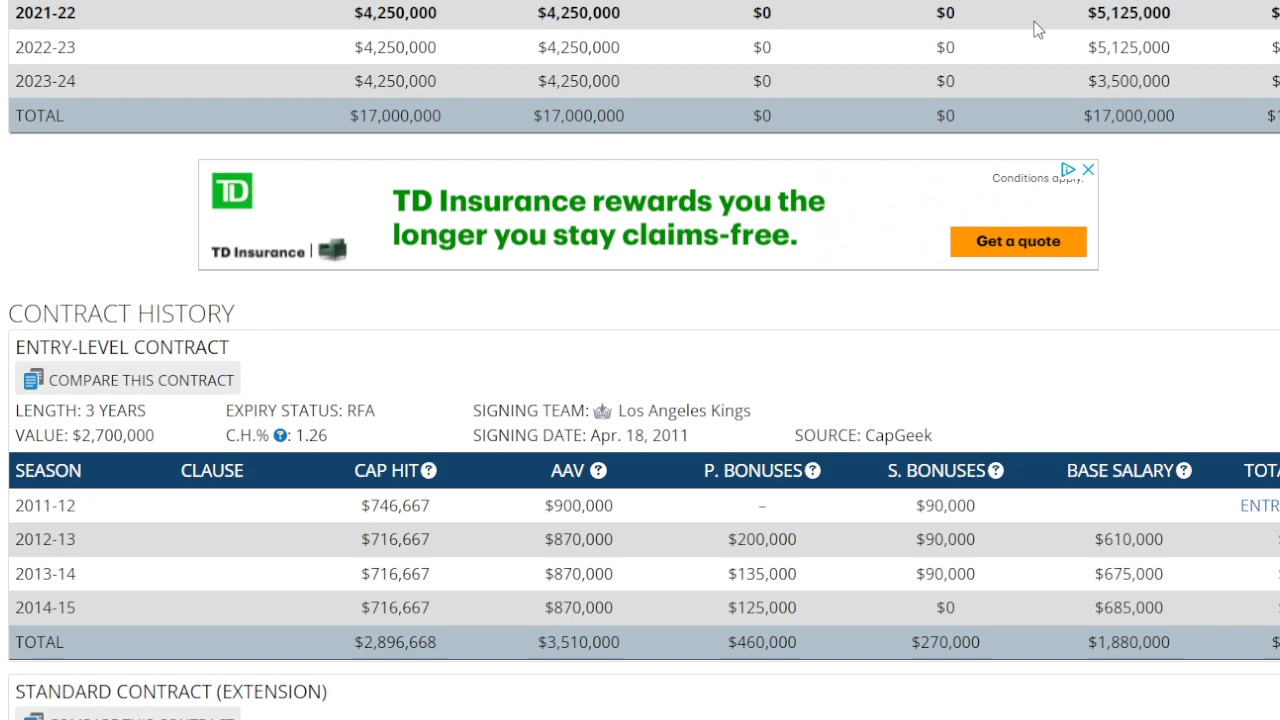 2021-22 $4,250,000 $4,250,000 $0 $0 $5,125,000 $
2022-23 $4,250,000 $4,250,000 $0 $0 $5,125,000 $
2023-24 $4,250,000 $4,250,000 $0 $0 $3,500,000 $
TOTAL $17,000,000 $17,000,000 $0 $0 $17,000,000 $
Conditions apply.
TD
TD Insurance rewards you the
longer you stay claims-free.
Get a quote
TD Insurance
CONTRACT HISTORY
ENTRY-LEVEL CONTRACT
COMPARE THIS CONTRACT
LENGTH: 3 YEARS EXPIRY STATUS: RFA SIGNING TEAM: Los Angeles Kings
VALUE: $2,700,000 C.H.% ?: 1.26 SIGNING DATE: Apr. 18, 2011 SOURCE: CapGeek
SEASON CLAUSE CAP HIT ? AAV ? P. BONUSES ? S. BONUSES ? BASE SALARY ? TOTA
2011-12 $746,667 $900,000 – $90,000 ENTR
2012-13 $716,667 $870,000 $200,000 $90,000 $610,000
2013-14 $716,667 $870,000 $135,000 $90,000 $675,000
2014-15 $716,667 $870,000 $125,000 $0 $685,000
TOTAL $2,896,668 $3,510,000 $460,000 $270,000 $1,880,000 $
STANDARD CONTRACT (EXTENSION)
COMPARE THIS CONTRACT